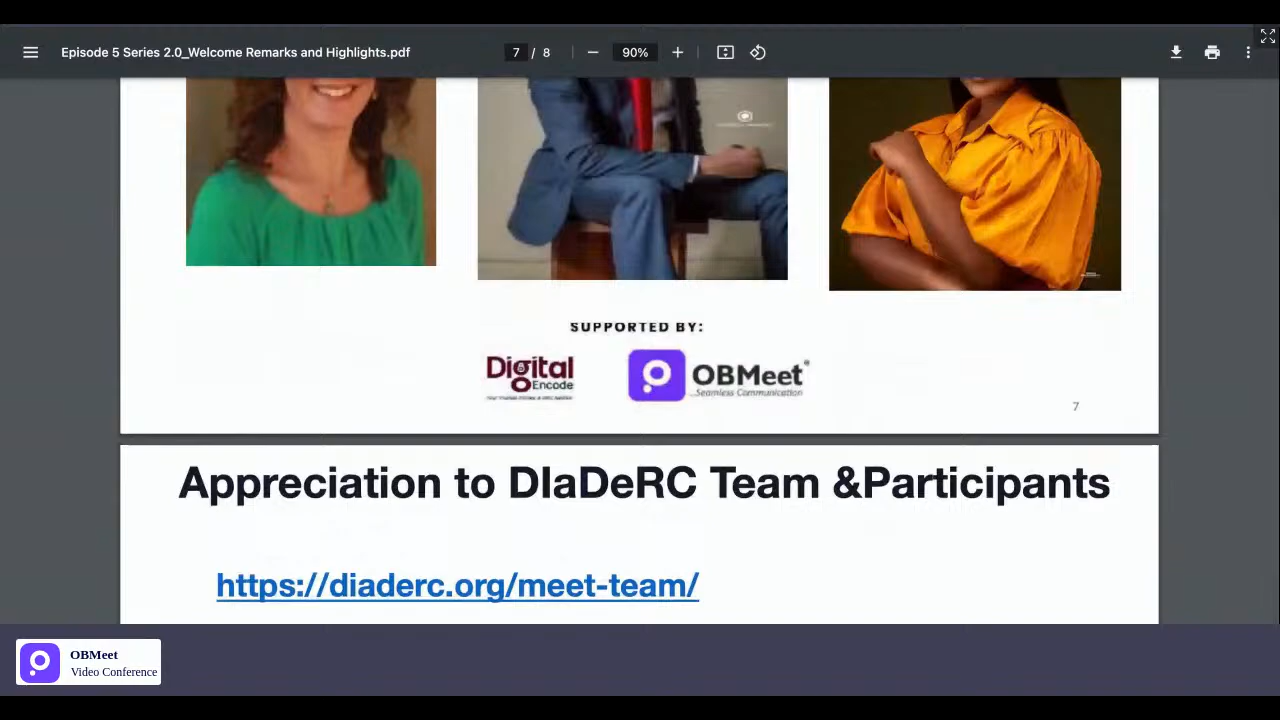 Episode 5 Series 2.0_Welcome Remarks and Highlights.pdf
7 / 8
90%
SUPPORTED BY:
Digital
Encode
OBMeet®
...Seamless Communication
7
Appreciation to DIaDeRC Team &Participants
https://diaderc.org/meet-team/
OBMeet
Video Conference